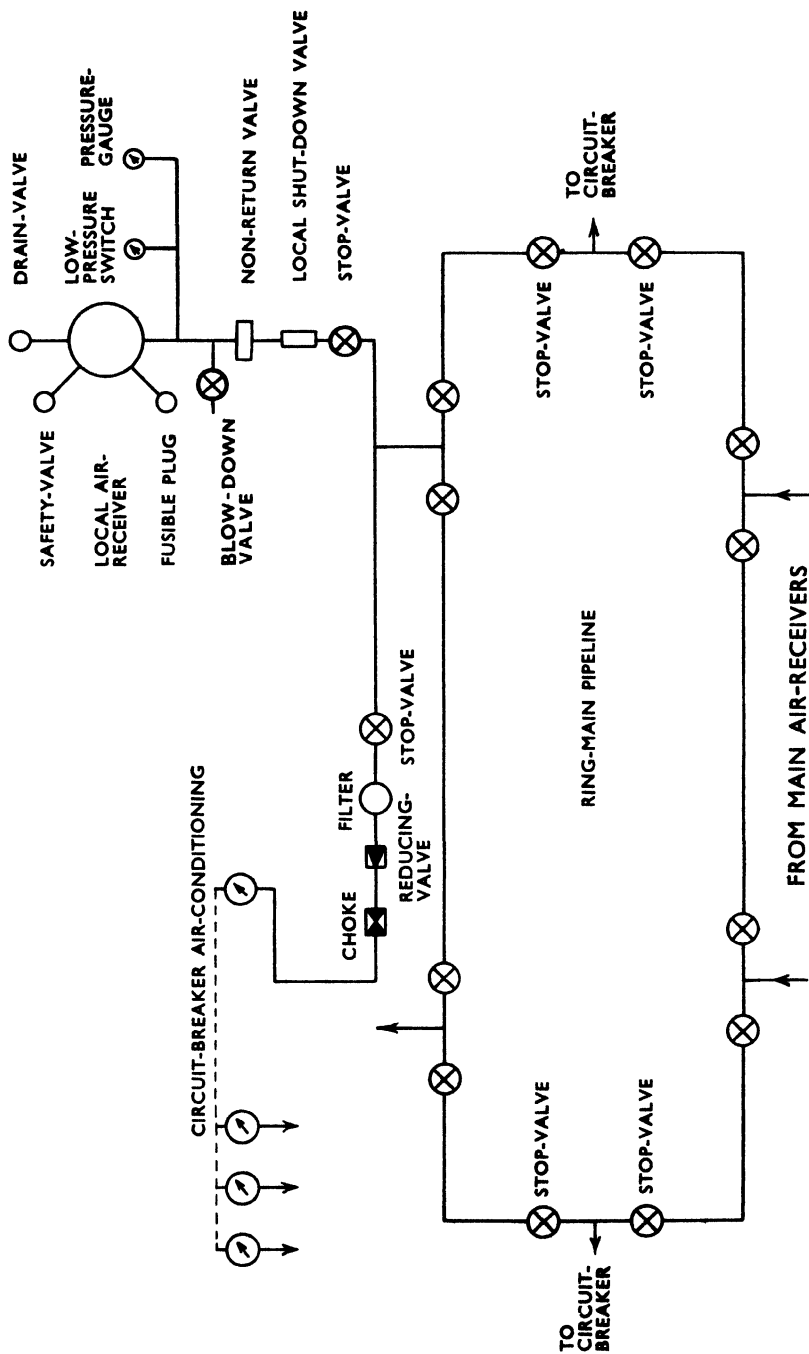 DRAIN-VALVE
LOW-
PRESSURE
SWITCH
PRESSURE-
GAUGE
SAFETY-VALVE
LOCAL AIR-
RECEIVER
FUSIBLE PLUG
BLOW-DOWN
VALVE
NON-RETURN VALVE
LOCAL SHUT-DOWN VALVE
STOP-VALVE
CIRCUIT-BREAKER AIR-CONDITIONING
CHOKE
REDUCING-
VALVE
FILTER
STOP-VALVE
TO
CIRCUIT-
BREAKER
STOP-VALVE
STOP-VALVE
RING-MAIN PIPELINE
STOP-VALVE
STOP-VALVE
TO
CIRCUIT-
BREAKER
FROM MAIN AIR-RECEIVERS